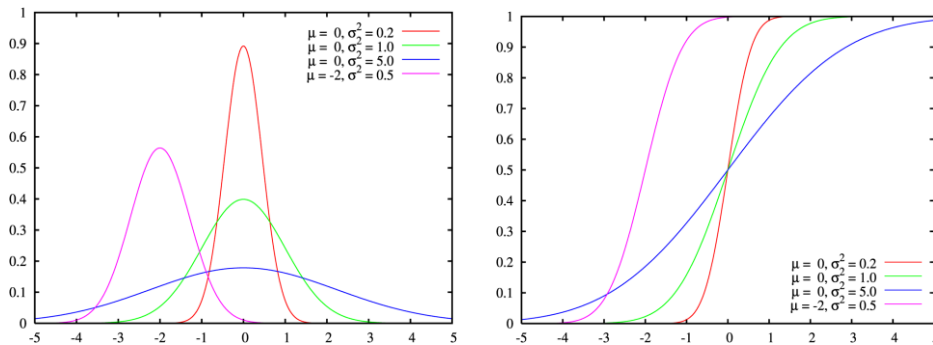 1
0.9
0.8
0.7
0.6
0.5
0.4
0.3
0.2
0.1
0
-5 -4 -3 -2 -1 0 1 2 3 4 5
μ = 0, σ² = 0.2
μ = 0, σ² = 1.0
μ = 0, σ² = 5.0
μ = -2, σ² = 0.5
1
0.9
0.8
0.7
0.6
0.5
0.4
0.3
0.2
0.1
0
-5 -4 -3 -2 -1 0 1 2 3 4 5
μ = 0, σ² = 0.2
μ = 0, σ² = 1.0
μ = 0, σ² = 5.0
μ = -2, σ² = 0.5